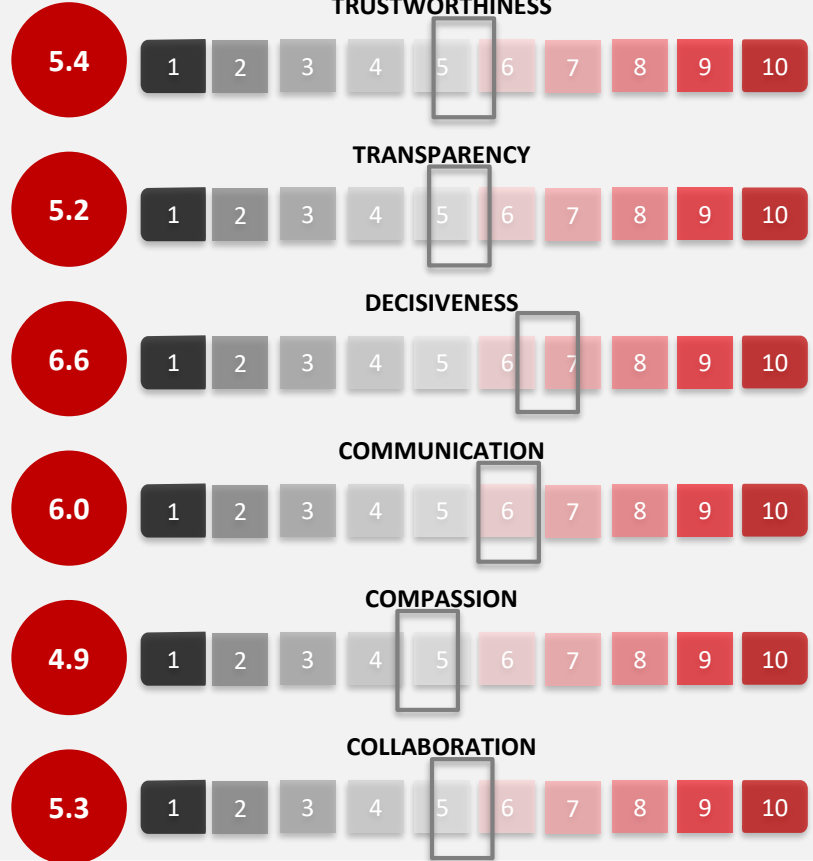 TRUSTWORTHINESS
5.4 1 2 3 4 5 6 7 8 9 10
TRANSPARENCY
5.2 1 2 3 4 5 6 7 8 9 10
DECISIVENESS
6.6 1 2 3 4 5 6 7 8 9 10
COMMUNICATION
6.0 1 2 3 4 5 6 7 8 9 10
COMPASSION
4.9 1 2 3 4 5 6 7 8 9 10
COLLABORATION
5.3 1 2 3 4 5 6 7 8 9 10